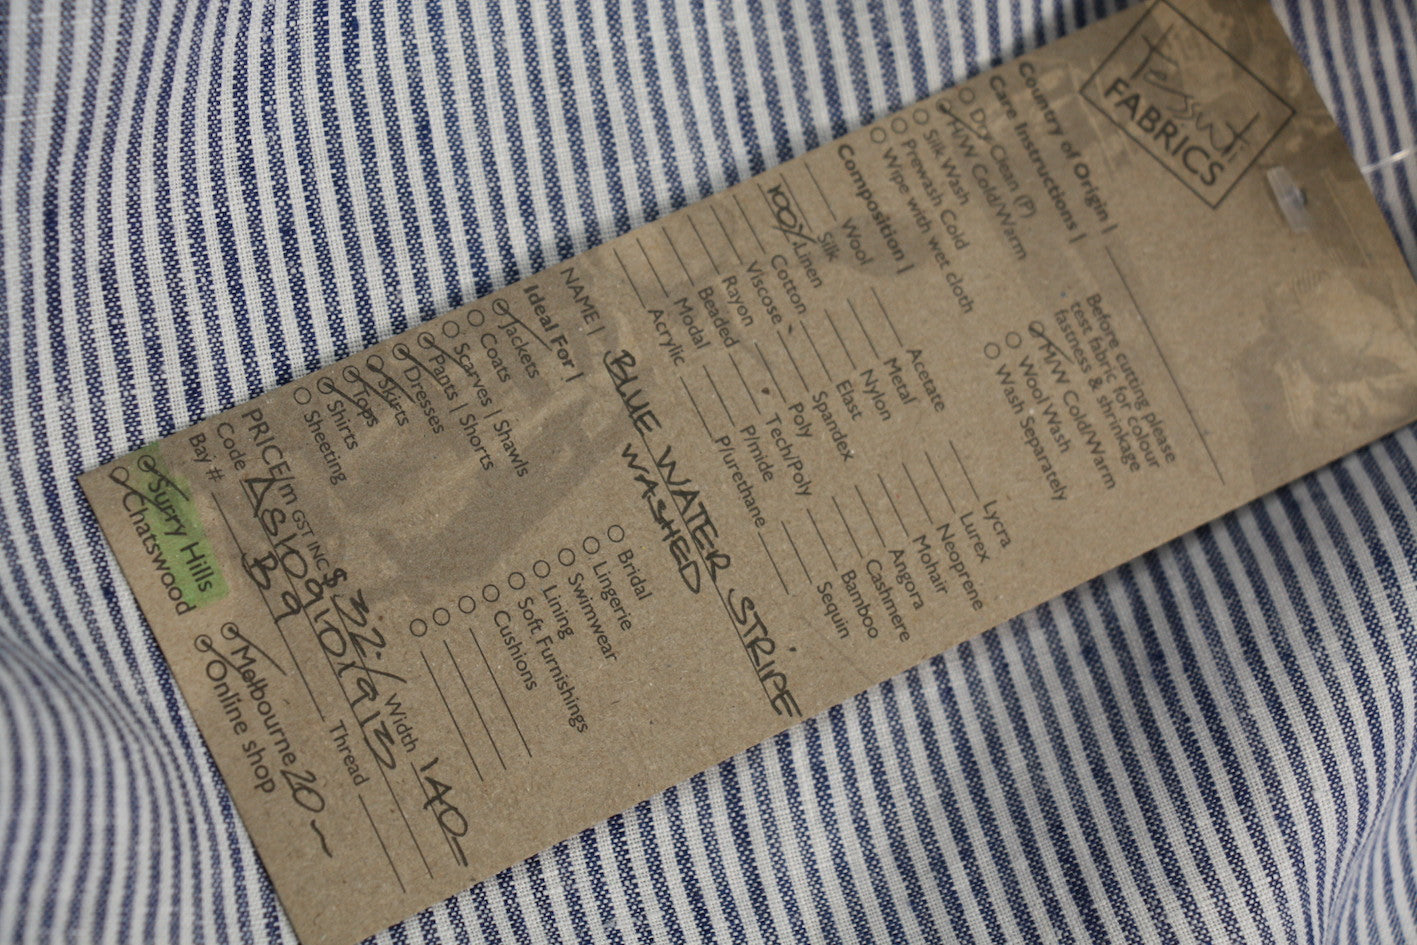 Tessuti
FABRICS
Country of Origin |
Care Instructions |
Dry Clean (P)
H/W Cold/Warm
Silk Wash
Prewash Cold
Wipe with wet cloth
Before cutting please
test fabric for colour
fastness & shrinkage
H/W Cold/Warm
Wool Wash
Wash Separately
Composition |
Wool
Silk
100% Linen
Cotton
Viscose
Rayon
Beaded
Modal
Acrylic
Acetate
Metal
Nylon
Elast
Spandex
Poly
Tech/Poly
P/mide
P/urethane
Lycra
Lurex
Neoprene
Mohair
Angora
Cashmere
Bamboo
Sequin
NAME | BLUE WATER STRIPE
WASHED
Ideal For |
Jackets
Coats
Scarves | Shawls
Pants | Shorts
Dresses
Skirts
Tops
Shirts
Sheeting
Bridal
Lingerie
Swimwear
Lining
Soft Furnishings
Cushions
PRICE/m GST INC $ 32./ Width 140
Code
Bay # B9 Thread
Surry Hills
Chatswood
Melbourne 20
Online shop